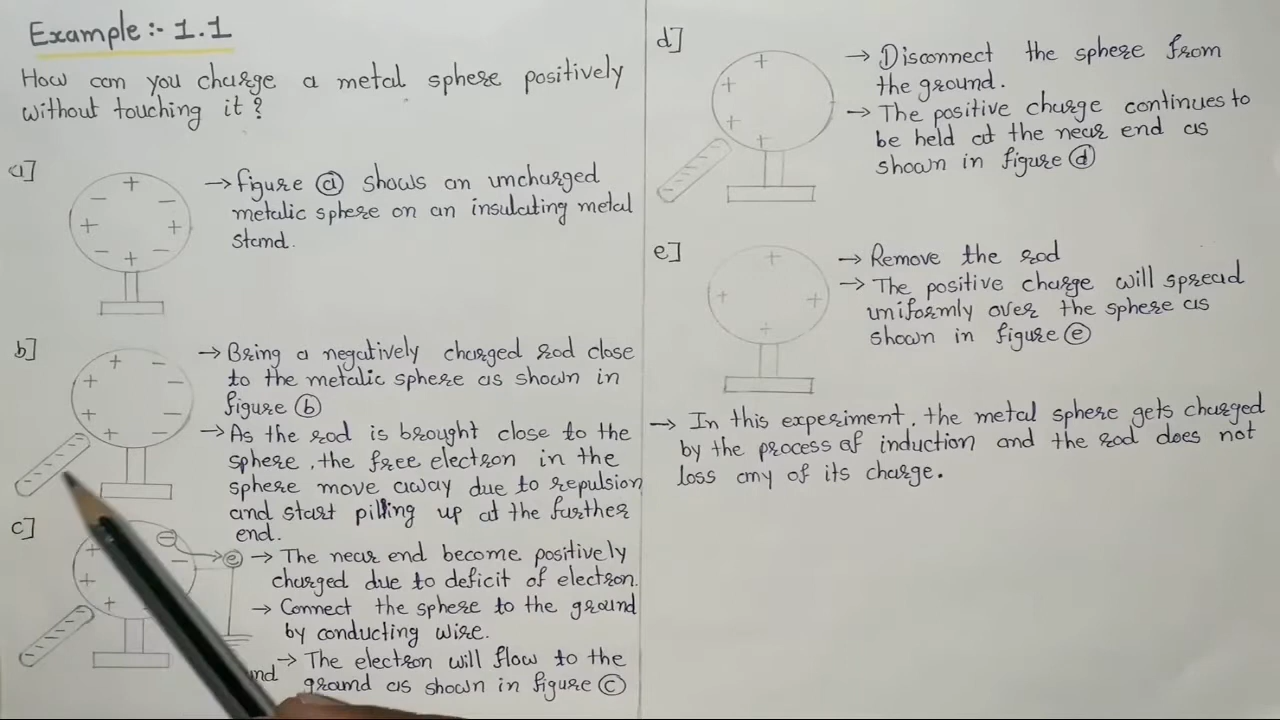 Example:- 1.1
How can you charge a metal sphere positively
without touching it?
a]
→ figure (a) shows an uncharged
metalic sphere on an insulating metal
stand.
b]
→ Bring a negatively charged rod close
to the metalic sphere as shown in
figure (b)
→ As the rod is brought close to the
sphere, the free electron in the
sphere move away due to repulsion
and start pilling up at the further
end.
c]
e
→ The near end become positively
charged due to deficit of electron.
→ Connect the sphere to the ground
by conducting wire.
→ The electron will flow to the
ground as shown in figure (c)
d]
→ Disconnect the sphere from
the ground.
→ The positive charge continues to
be held at the near end as
shown in figure (d)
e]
→ Remove the rod
→ The positive charge will spread
uniformly over the sphere as
shown in figure (e)
→ In this experiment, the metal sphere gets charged
by the process of induction and the rod does not
loss any of its charge.